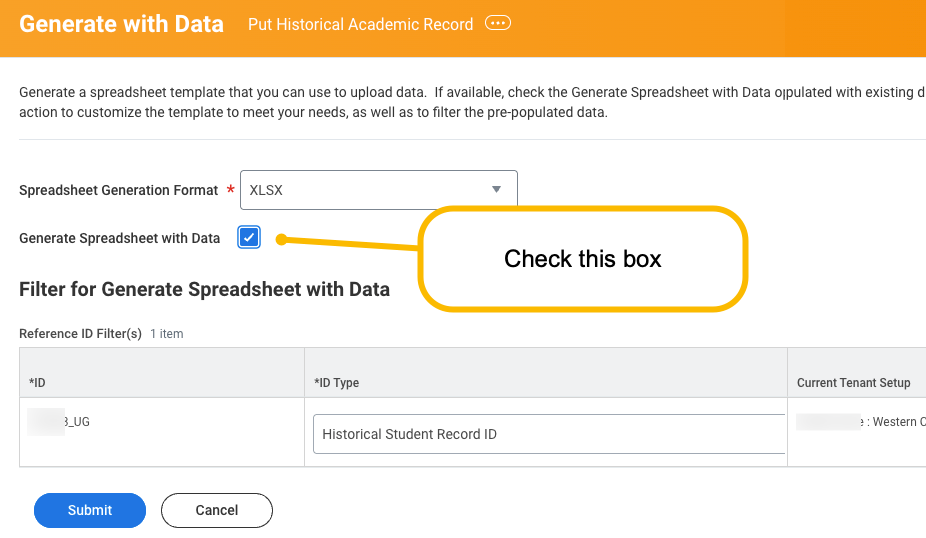 Generate with Data Put Historical Academic Record
Generate a spreadsheet template that you can use to upload data. If available, check the Generate Spreadsheet with Data pulated with existing d
action to customize the template to meet your needs, as well as to filter the pre-populated data.
Spreadsheet Generation Format * XLSX
Generate Spreadsheet with Data
Check this box
Filter for Generate Spreadsheet with Data
Reference ID Filter(s) 1 item
*ID *ID Type Current Tenant Setup
_UG Historical Student Record ID : Western
Submit Cancel